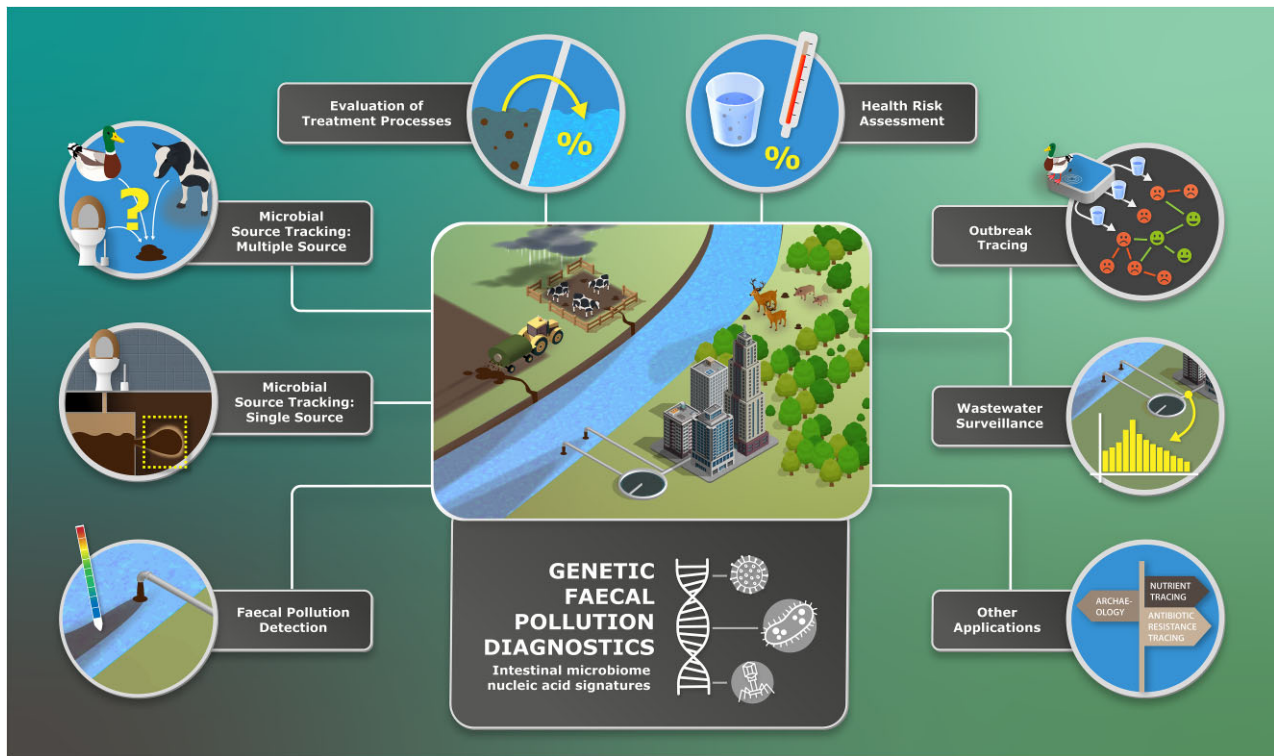 Evaluation of
Treatment Processes
%
%
Health Risk
Assessment
?
Microbial
Source Tracking:
Multiple Source
Outbreak
Tracing
Microbial
Source Tracking:
Single Source
Wastewater
Surveillance
Faecal Pollution
Detection
GENETIC
FAECAL
POLLUTION
DIAGNOSTICS
Intestinal microbiome
nucleic acid signatures
Other
Applications
ARCHAE-
OLOGY
NUTRIENT
TRACING
ANTIBIOTIC
RESISTANCE
TRACING